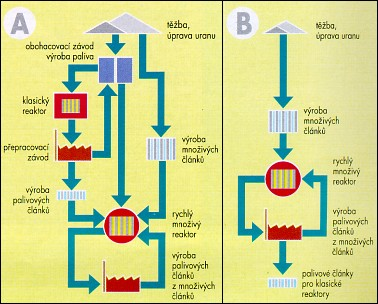 A
těžba,
úprava uranu
obohacovací závod
výroba paliva
klasický
reaktor
přepracovací
závod
výroba
množivých
článků
výroba
palivových
článků
rychlý
množivý
reaktor
výroba
palivových
článků
z množivých
článků
B
těžba,
úprava uranu
výroba
množivých
článků
rychlý
množivý
reaktor
výroba
palivových
článků
z množivých
článků
palivové články
pro klasické
reaktory